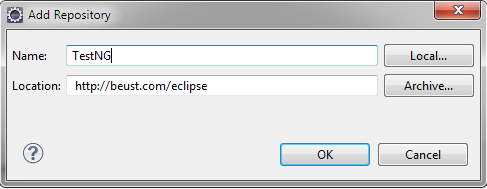 Add Repository
Name: TestNG Local...
Location: http://beust.com/eclipse Archive...
? OK Cancel